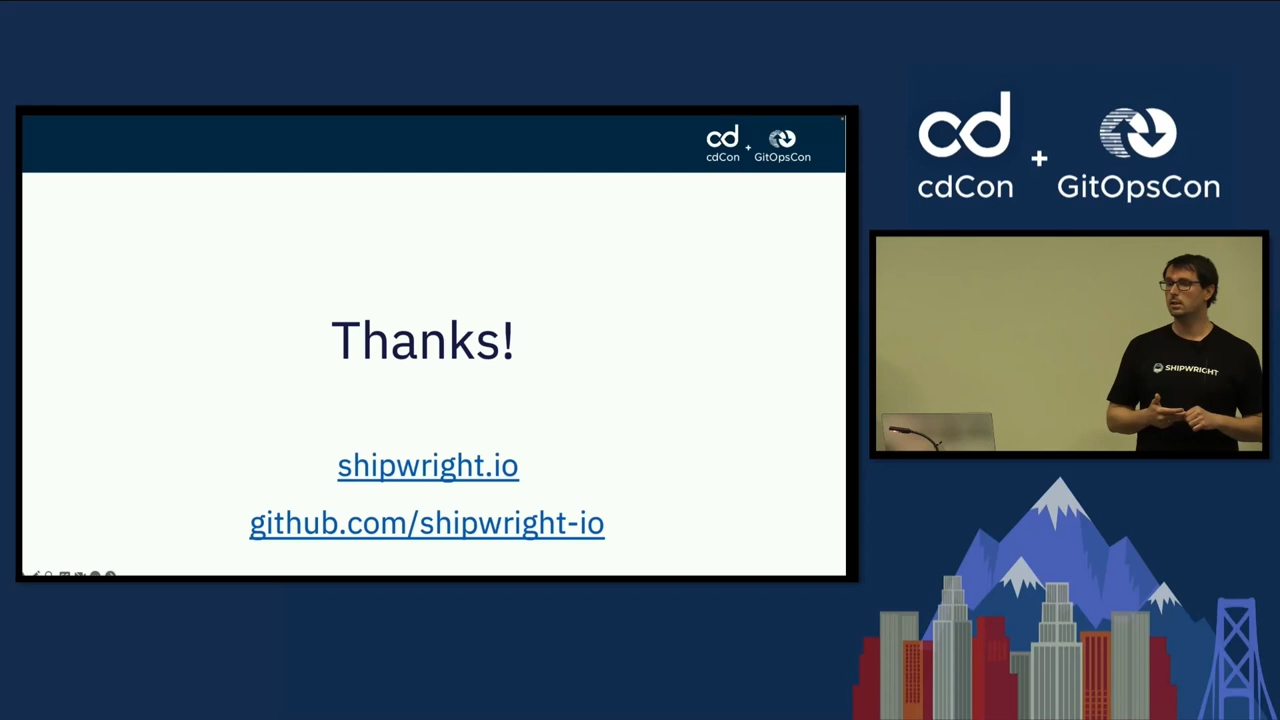 cd
cdCon
+
GitOpsCon
Thanks!
shipwright.io
github.com/shipwright-io
cd
cdCon
+
GitOpsCon
SHIPWRIGHT